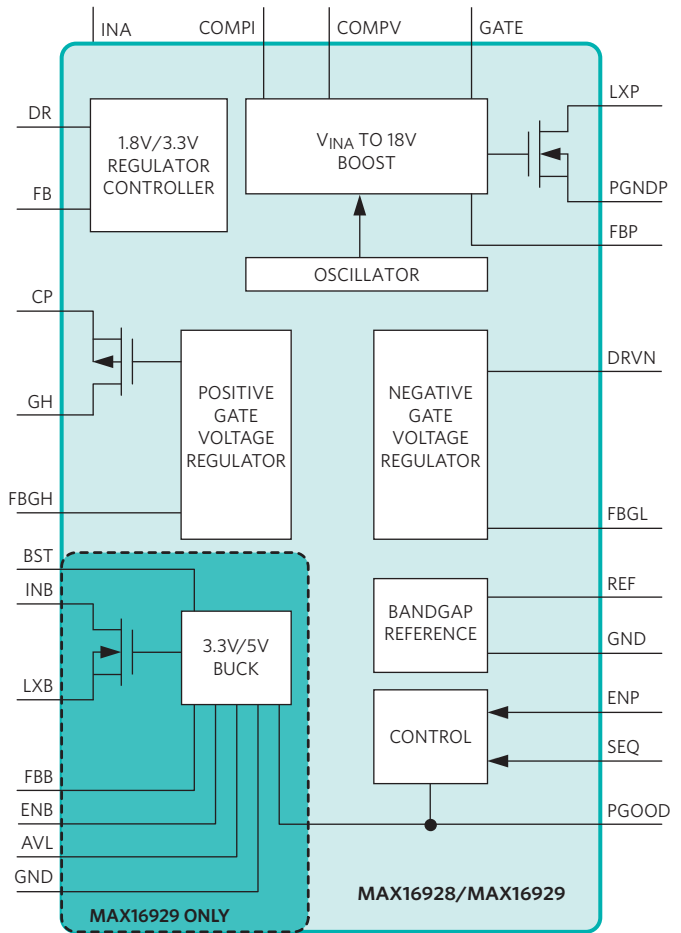 INA
COMPI
COMPV
GATE
LXP
DR
1.8V/3.3V
REGULATOR
CONTROLLER
VINA TO 18V
BOOST
FB
PGNDP
FBP
OSCILLATOR
CP
DRVN
POSITIVE
GATE
VOLTAGE
REGULATOR
NEGATIVE
GATE
VOLTAGE
REGULATOR
GH
FBGH
FBGL
BST
INB
REF
BANDGAP
REFERENCE
3.3V/5V
BUCK
GND
LXB
ENP
CONTROL
SEQ
FBB
ENB
PGOOD
AVL
GND
MAX16928/MAX16929
MAX16929 ONLY